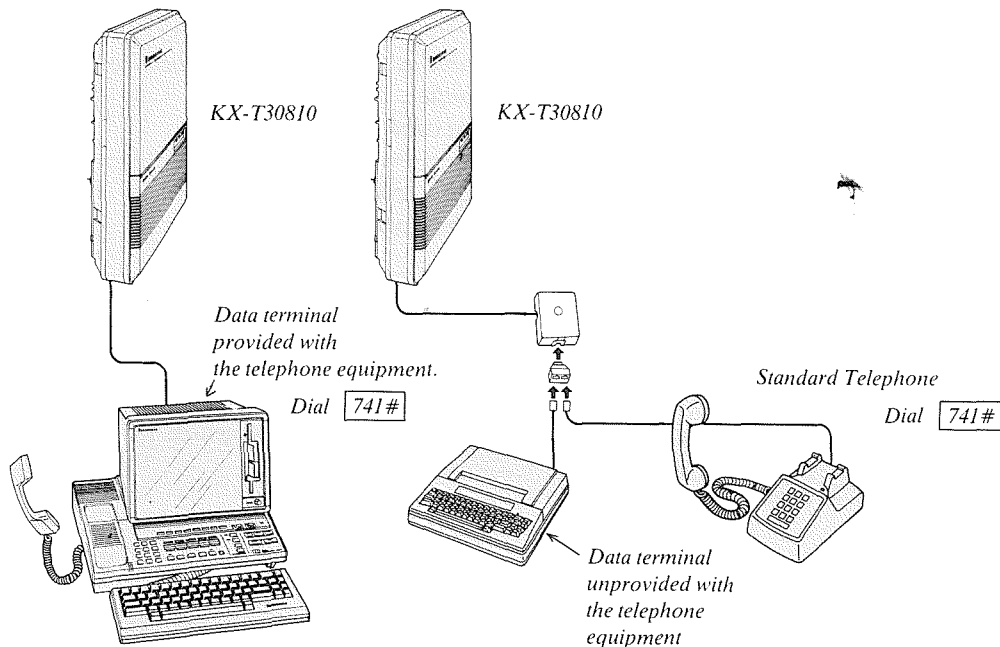 KX-T30810
KX-T30810
Data terminal
provided with
the telephone equipment.
Dial 741#
Standard Telephone
Dial 741#
Data terminal
unprovided with
the telephone
equipment